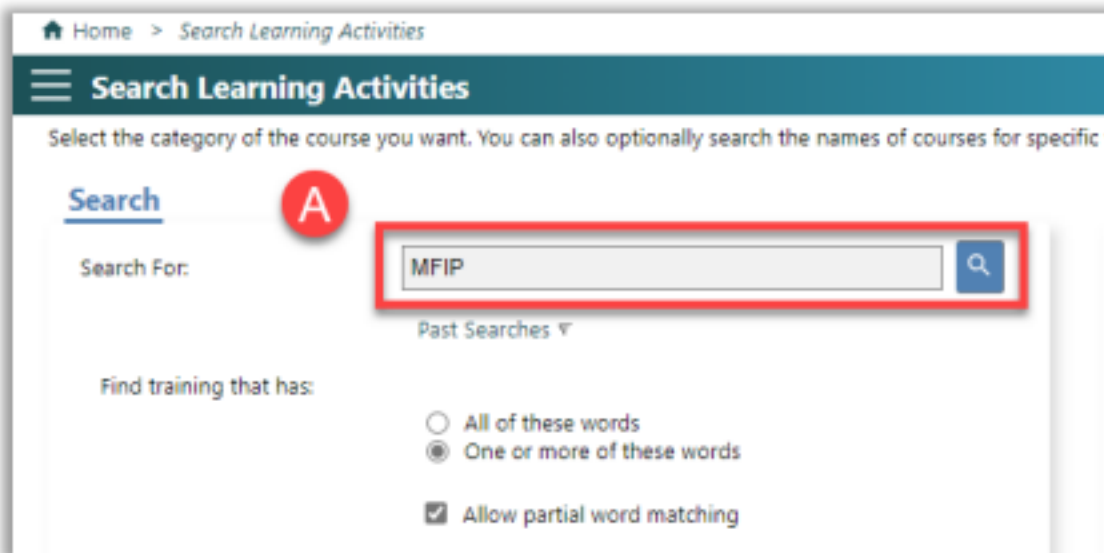 Home > Search Learning Activities
Search Learning Activities
Select the category of the course you want. You can also optionally search the names of courses for specific
Search
A
Search For:
MFIP
Past Searches
Find training that has:
All of these words
One or more of these words
Allow partial word matching